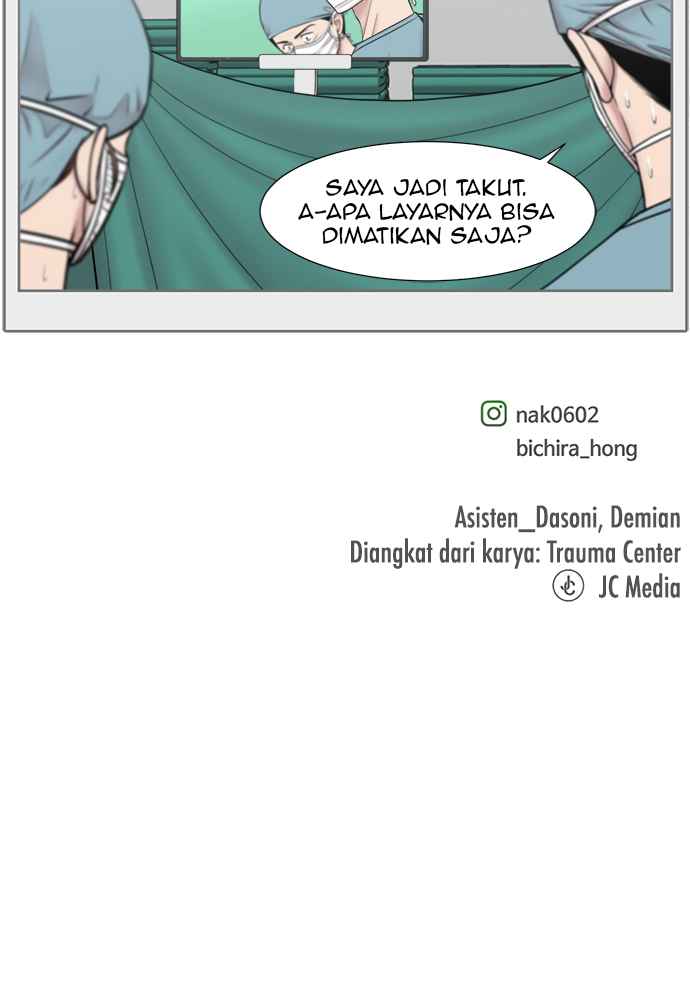 SAYA JADI TAKUT.
A-APA LAYARNYA BISA
DIMATIKAN SAJA?
nak0602
bichira_hong
Asisten_Dasoni, Demian
Diangkat dari karya: Trauma Center
JC JC Media